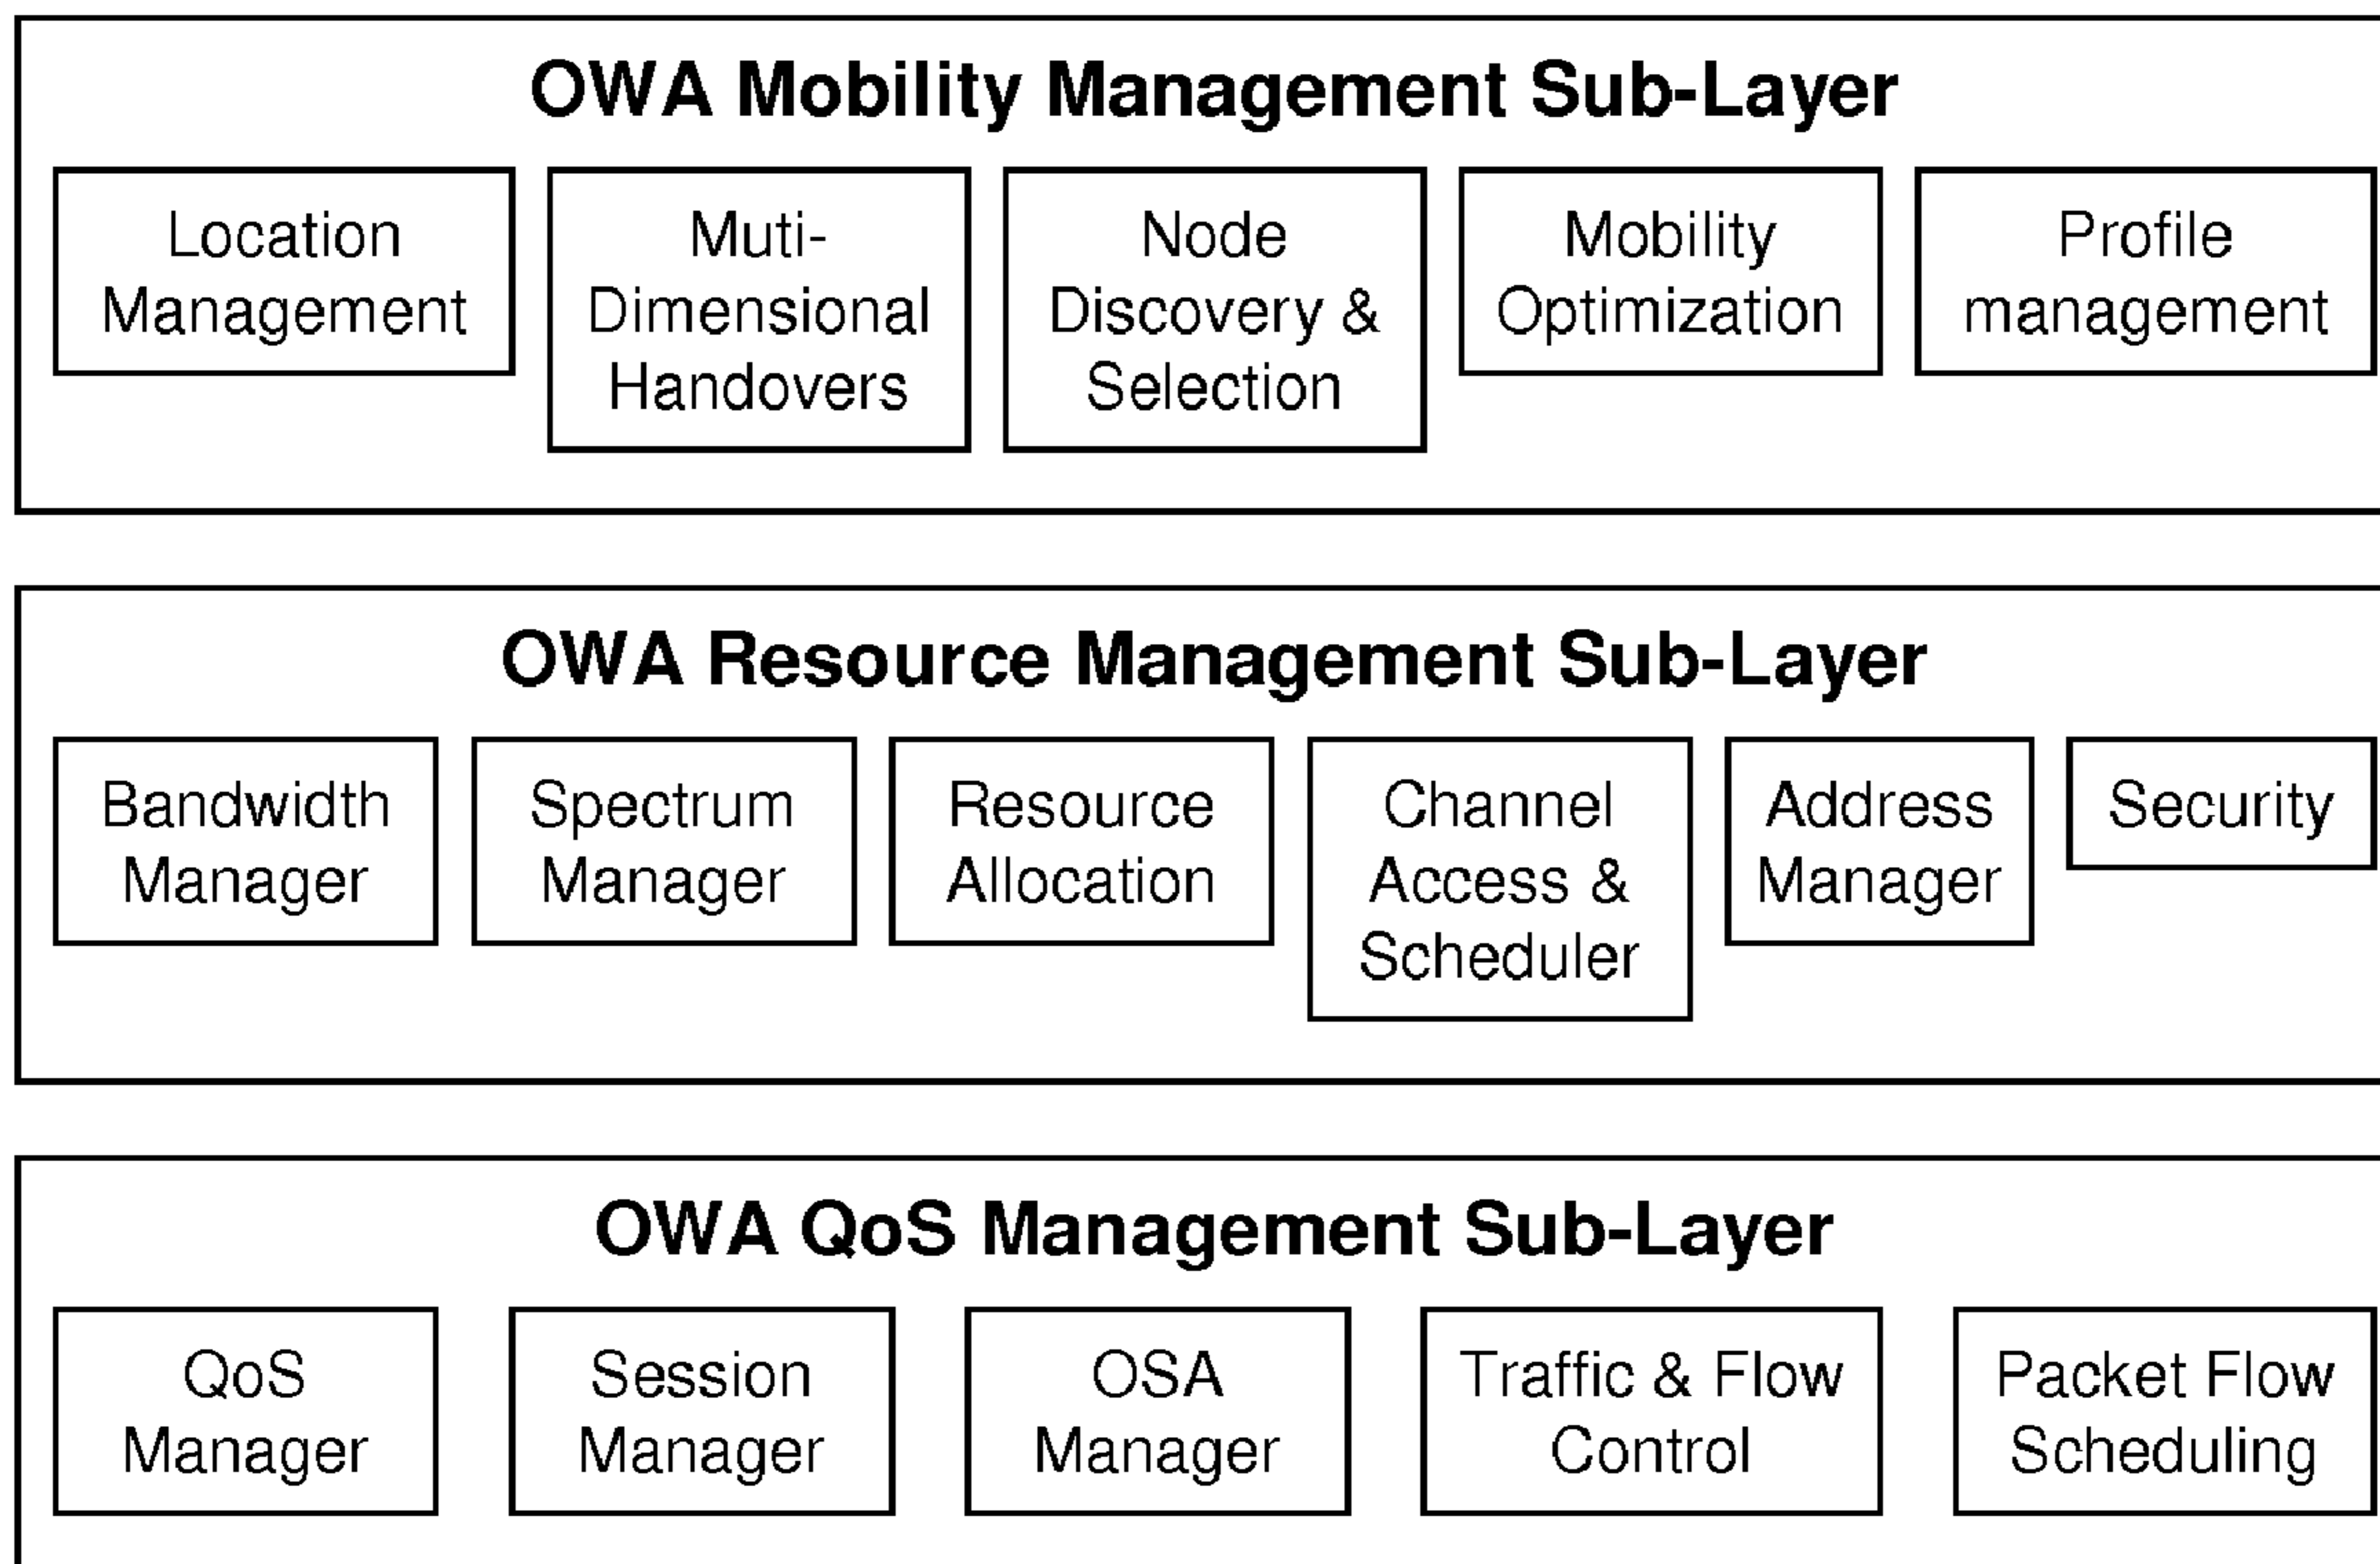 OWA Mobility Management Sub-Layer
Location
Management
Muti-
Dimensional
Handovers
Node
Discovery &
Selection
Mobility
Optimization
Profile
management
OWA Resource Management Sub-Layer
Bandwidth
Manager
Spectrum
Manager
Resource
Allocation
Channel
Access &
Scheduler
Address
Manager
Security
OWA QoS Management Sub-Layer
QoS
Manager
Session
Manager
OSA
Manager
Traffic & Flow
Control
Packet Flow
Scheduling